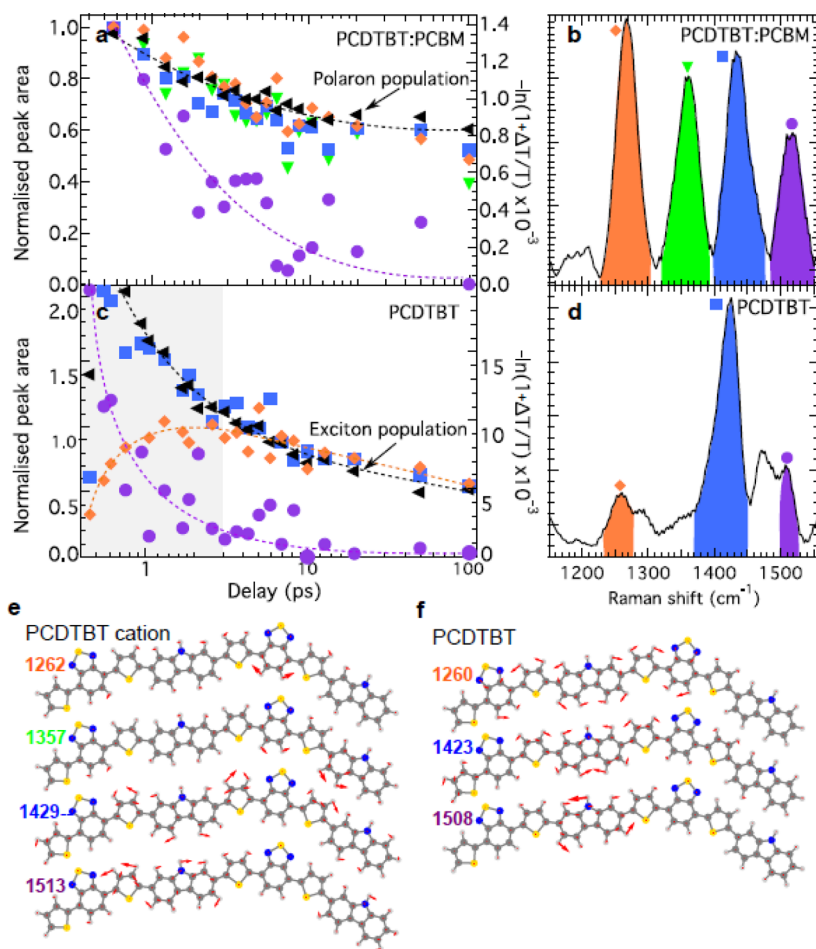 a
PCDTBT:PCBM
Polaron population
Normalised peak area
1.0
0.8
0.6
0.4
0.2
0.0
1.4
1.2
1.0
0.8
0.6
0.4
0.2
0.0
-ln(1+ΔT/T) x10⁻³
b
PCDTBT:PCBM
c
PCDTBT
Exciton population
Normalised peak area
2.0
1.5
1.0
0.5
0.0
15
10
5
0
-ln(1+ΔT/T) x10⁻³
1
10
100
Delay (ps)
d
PCDTBT
1200
1300
1400
1500
Raman shift (cm⁻¹)
e
PCDTBT cation
1262
1357
1429
1513
f
PCDTBT
1260
1423
1508